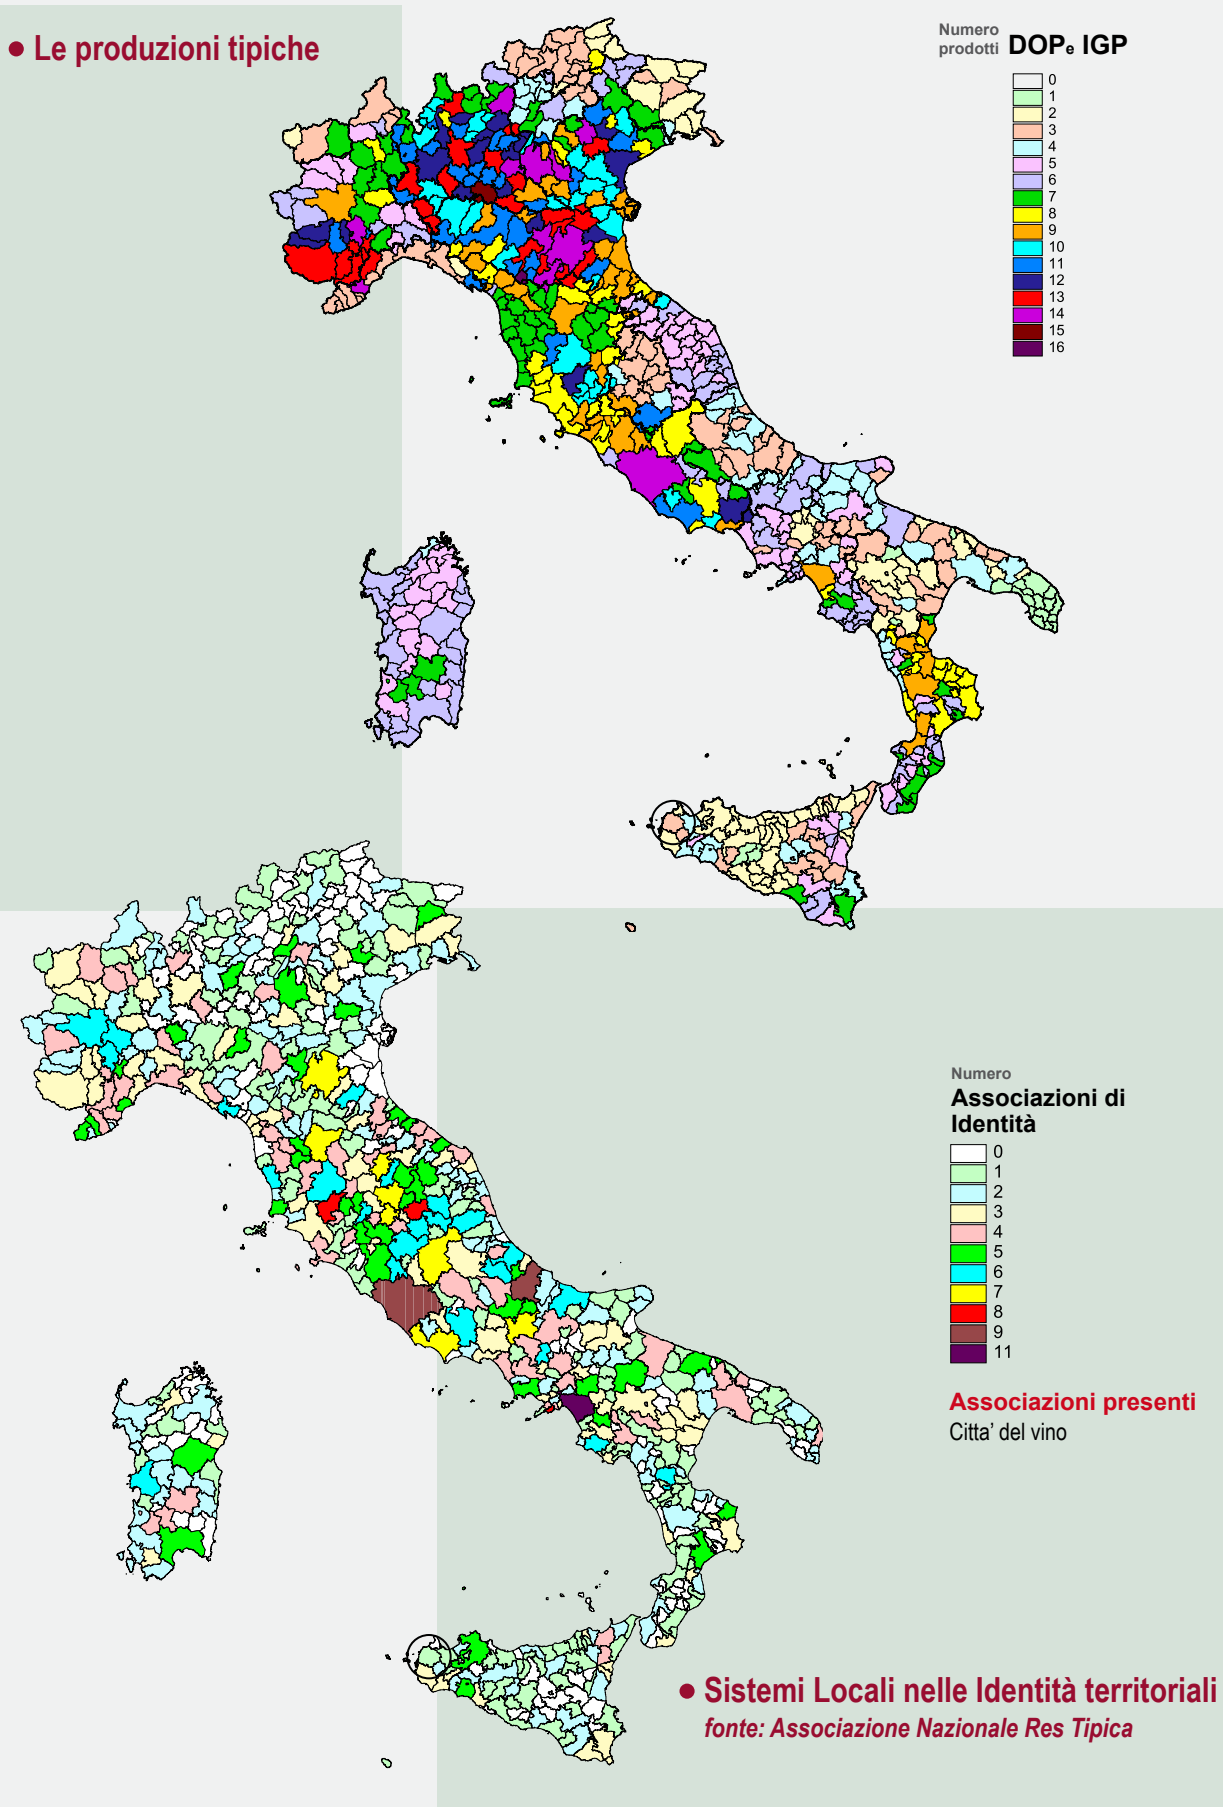 • Le produzioni tipiche
Numero
prodotti DOPe IGP
0
1
2
3
4
5
6
7
8
9
10
11
12
13
14
15
16
Numero
Associazioni di
Identità
0
1
2
3
4
5
6
7
8
9
11
Associazioni presenti
Citta' del vino
• Sistemi Locali nelle Identità territoriali
fonte: Associazione Nazionale Res Tipica